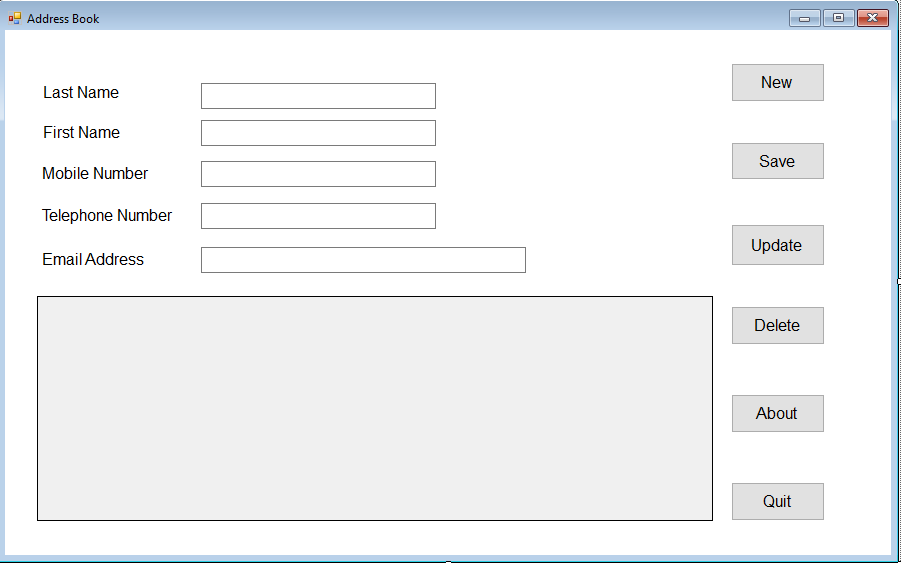 Address Book
Last Name
First Name
Mobile Number
Telephone Number
Email Address
New
Save
Update
Delete
About
Quit